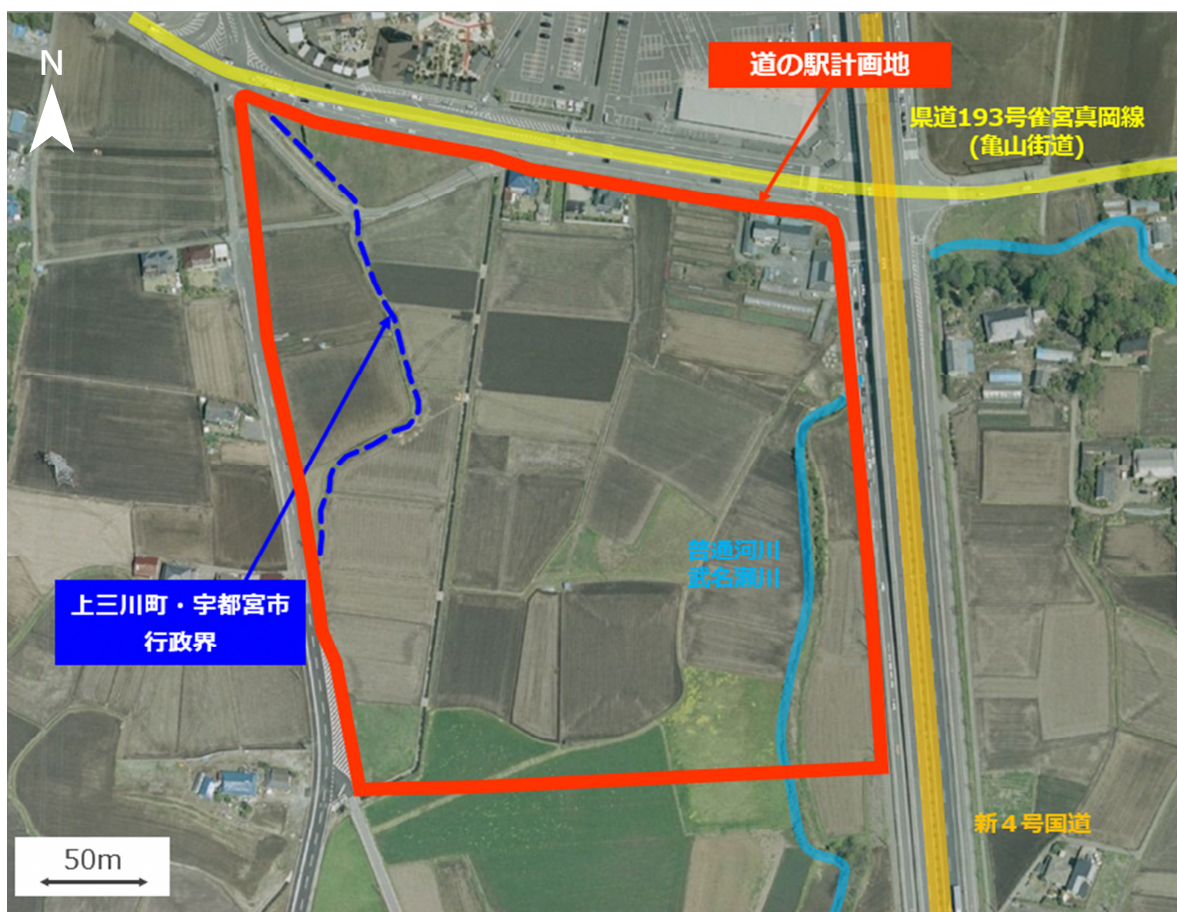 N
道の駅計画地
県道193号雀宮真岡線
(亀山街道)
普通河川
武名瀬川
上三川町・宇都宮市
行政界
新4号国道
50m